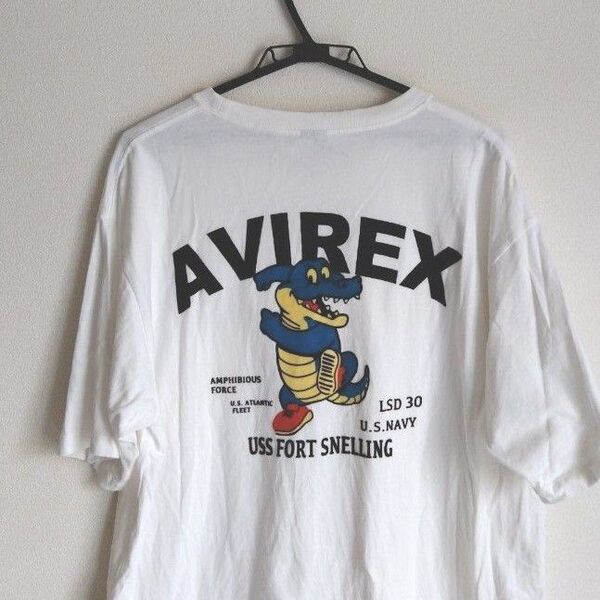 AVIREX
AMPHIBIOUS
FORCE
U.S. ATLANTIC
FLEET
LSD 30
U.S.NAVY
USS FORT SNELLING